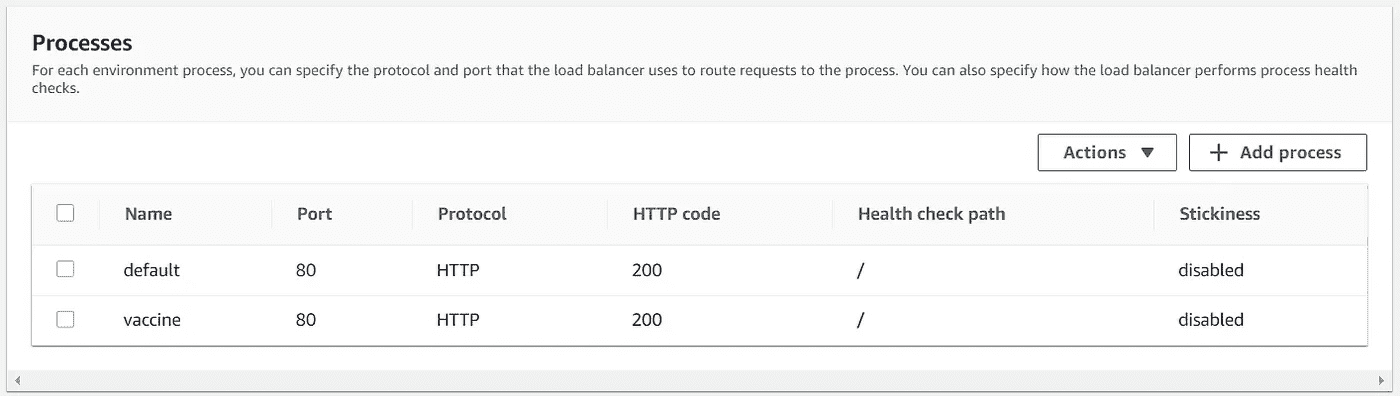 Processes
For each environment process, you can specify the protocol and port that the load balancer uses to route requests to the process. You can also specify how the load balancer performs process health
checks.
Actions Add process
Name Port Protocol HTTP code Health check path Stickiness
default 80 HTTP 200 / disabled
vaccine 80 HTTP 200 / disabled